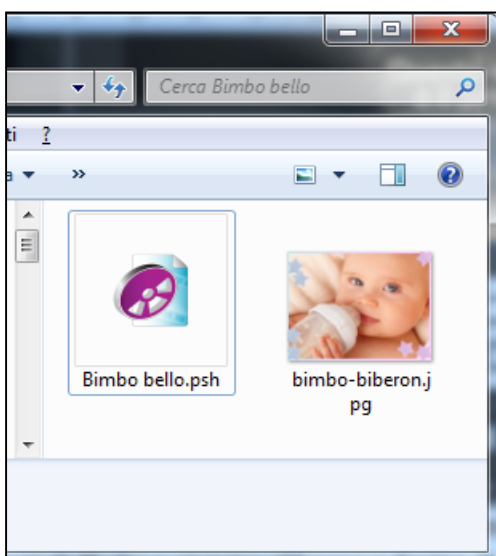 Cerca Bimbo bello
ti ?
a
»
Bimbo bello.psh
bimbo-biberon.j
pg